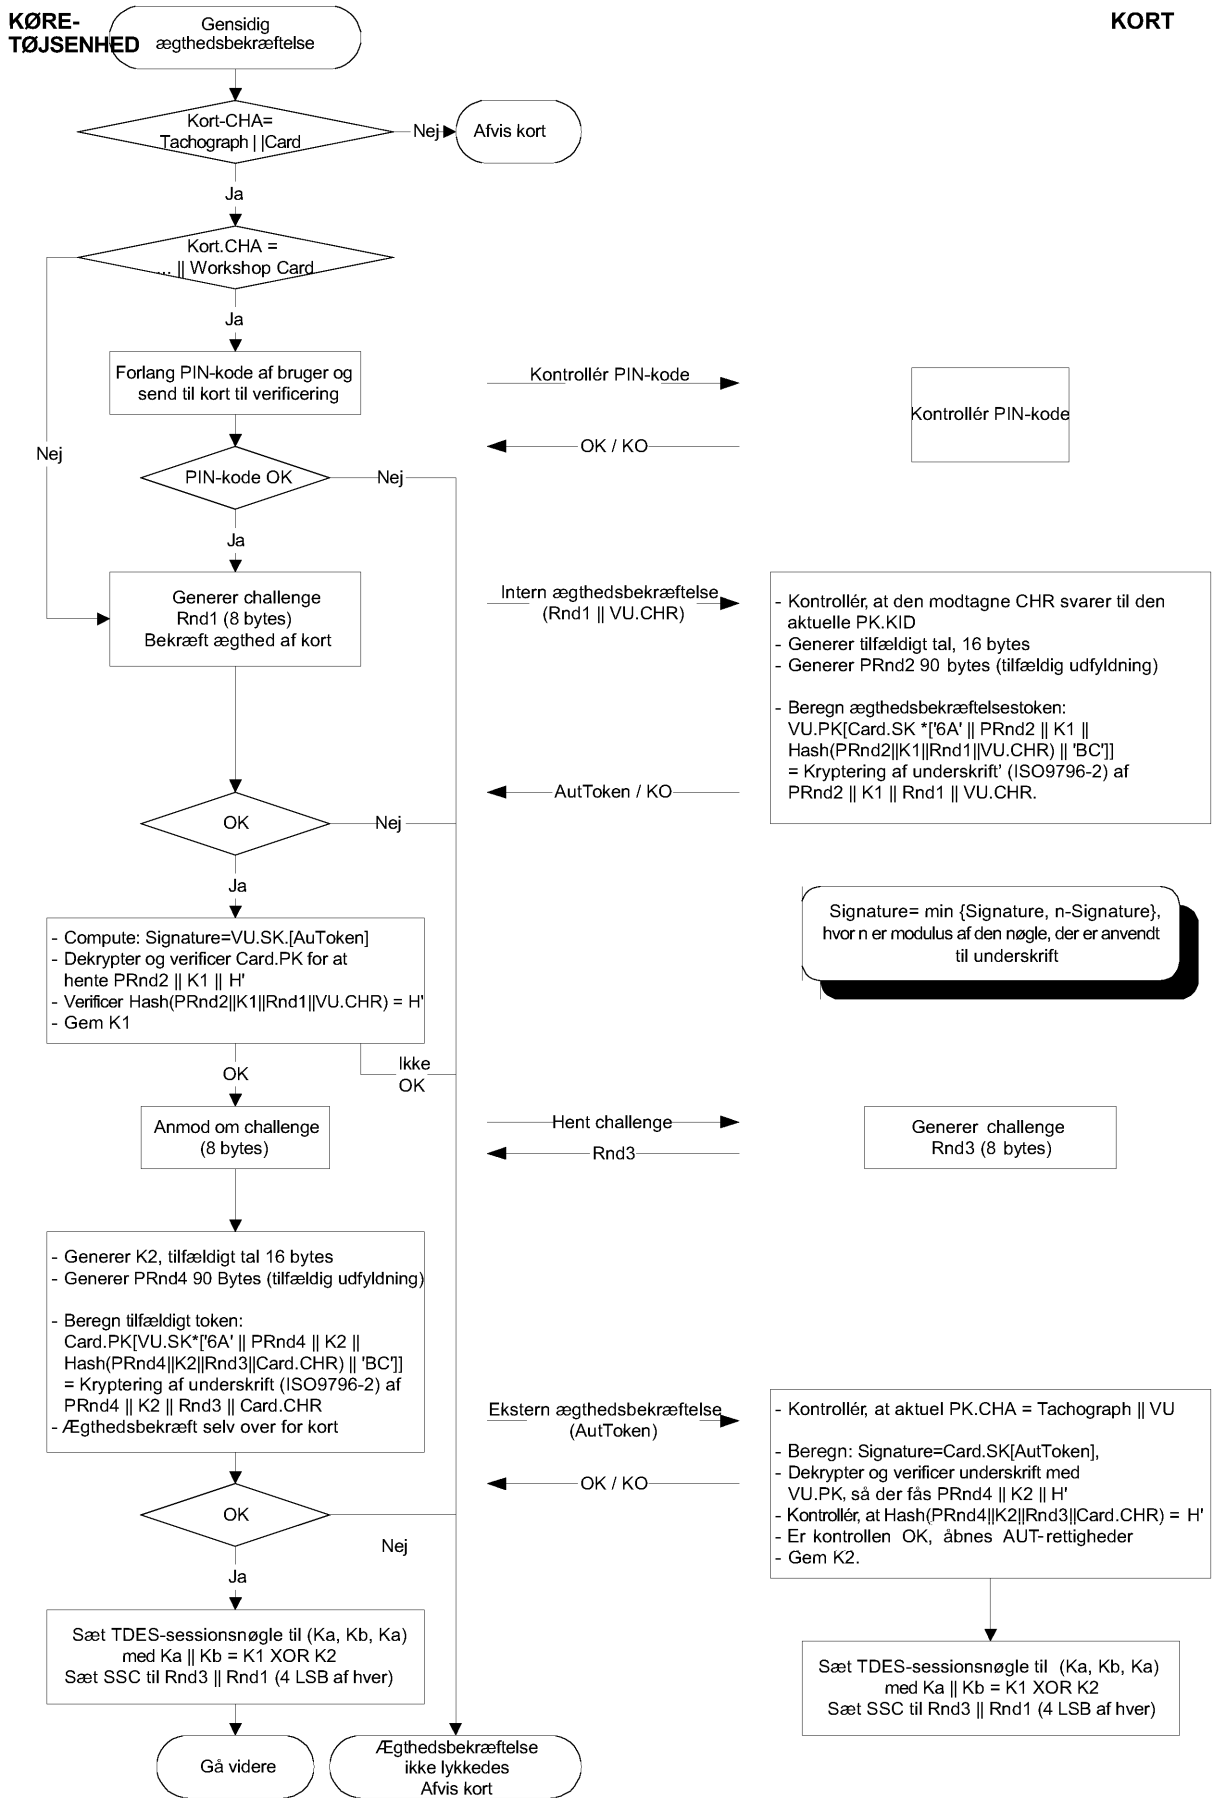 KØRE-
TØJSENHED
Gensidig
ægthedsbekræftelse
KORT
Kort-CHA=
Tachograph ||Card
Nej
Afvis kort
Ja
Kort.CHA =
... || Workshop Card
Ja
Nej
Forlang PIN-kode af bruger og
send til kort til verificering
Kontrollér PIN-kode
OK / KO
Kontrollér PIN-kode
PIN-kode OK
Nej
Ja
Generer challenge
Rnd1 (8 bytes)
Bekræft ægthed af kort
Intern ægthedsbekræftelse
(Rnd1 || VU.CHR)
- Kontrollér, at den modtagne CHR svarer til den
aktuelle PK.KID
- Generer tilfældigt tal, 16 bytes
- Generer PRnd2 90 bytes (tilfældig udfyldning)
- Beregn ægthedsbekræftelsestoken:
VU.PK[Card.SK *['6A' || PRnd2 || K1 ||
Hash(PRnd2||K1||Rnd1||VU.CHR) || 'BC']]
= Kryptering af underskrift’ (ISO9796-2) af
PRnd2 || K1 || Rnd1 || VU.CHR.
AutToken / KO
OK
Nej
Ja
- Compute: Signature=VU.SK.[AuToken]
- Dekrypter og verificer Card.PK for at
hente PRnd2 || K1 || H'
- Verificer Hash(PRnd2||K1||Rnd1||VU.CHR) = H'
- Gem K1
Signature= min {Signature, n-Signature},
hvor n er modulus af den nøgle, der er anvendt
til underskrift
OK
Ikke
OK
Anmod om challenge
(8 bytes)
Hent challenge
Rnd3
Generer challenge
Rnd3 (8 bytes)
- Generer K2, tilfældigt tal 16 bytes
- Generer PRnd4 90 Bytes (tilfældig udfyldning)
- Beregn tilfældigt token:
Card.PK[VU.SK*['6A' || PRnd4 || K2 ||
Hash(PRnd4||K2||Rnd3||Card.CHR) || 'BC']]
= Kryptering af underskrift (ISO9796-2) af
PRnd4 || K2 || Rnd3 || Card.CHR
- Ægthedsbekræft selv over for kort
Ekstern ægthedsbekræftelse
(AutToken)
OK / KO
- Kontrollér, at aktuel PK.CHA = Tachograph || VU
- Beregn: Signature=Card.SK[AutToken],
- Dekrypter og verificer underskrift med
VU.PK, så der fås PRnd4 || K2 || H'
- Kontrollér, at Hash(PRnd4||K2||Rnd3||Card.CHR) = H'
- Er kontrollen OK, åbnes AUT-rettigheder
- Gem K2.
OK
Nej
Ja
Sæt TDES-sessionsnøgle til (Ka, Kb, Ka)
med Ka || Kb = K1 XOR K2
Sæt SSC til Rnd3 || Rnd1 (4 LSB af hver)
Sæt TDES-sessionsnøgle til (Ka, Kb, Ka)
med Ka || Kb = K1 XOR K2
Sæt SSC til Rnd3 || Rnd1 (4 LSB af hver)
Gå videre
Ægthedsbekræftelse
ikke lykkedes
Afvis kort